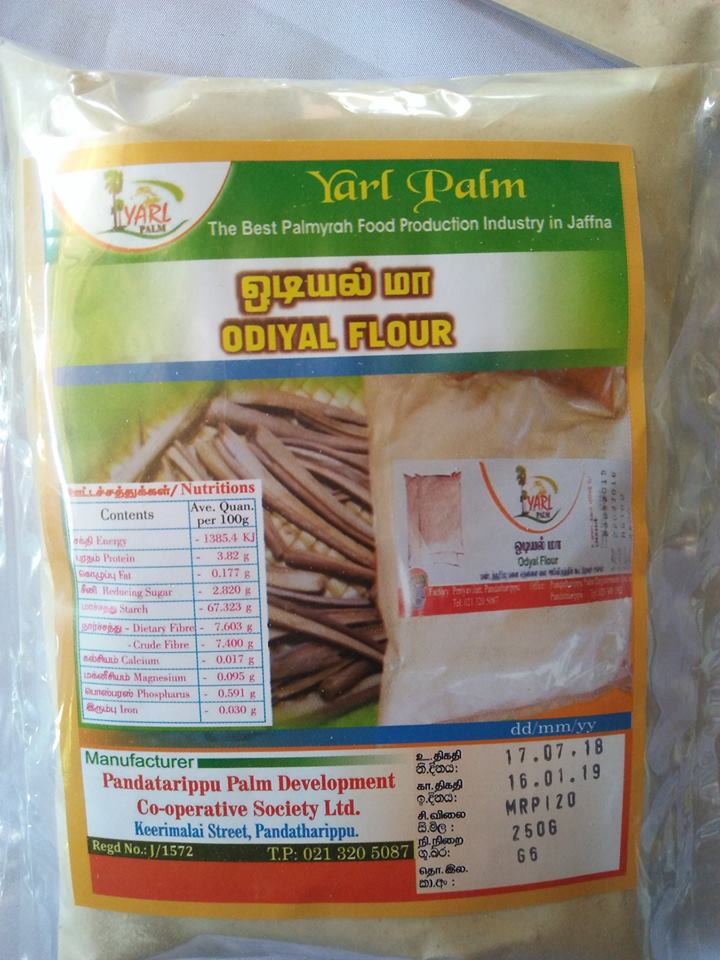 YARL
PALM
Yarl Palm
The Best Palmyrah Food Production Industry in Jaffna
ஒடியல் மா
ODIYAL FLOUR
ஊட்டச்சத்துக்கள்/ Nutritions
Contents
Ave. Quan.
per 100g
சக்தி Energy - 1385.4 KJ
புரதம் Protein - 3.82 g
கொழுப்பு Fat - 0.177 g
சீனி Reducing Sugar - 2.820 g
மாச்சத்து Starch - 67.323 g
நார்ச்சத்து - Dietary Fibre - 7.603 g
- Crude Fibre - 7.400 g
கல்சியம் Calcium - 0.017 g
மக்னீசியம் Magnesium - 0.095 g
பொஸ்பரஸ் Phospharus - 0.591 g
இரும்பு Iron - 0.030 g
YARL
PALM
ஒடியல் மா
Odyal Flour
dd/mm/yy
Manufacturer
Pandatarippu Palm Development
Co-operative Society Ltd.
Keerimalai Street, Pandatharippu.
Regd No.: J/1572
T.P: 021 320 5087
உ.திகதி
නි.දිනය:
17.07.18
கா.திகதி
ඉ.දිනය:
16.01.19
சி.விலை
සි.මිල :
MRP120
நி.நிறை
ශු.බර:
250G
தொ.இல.
කා.අං :
G6